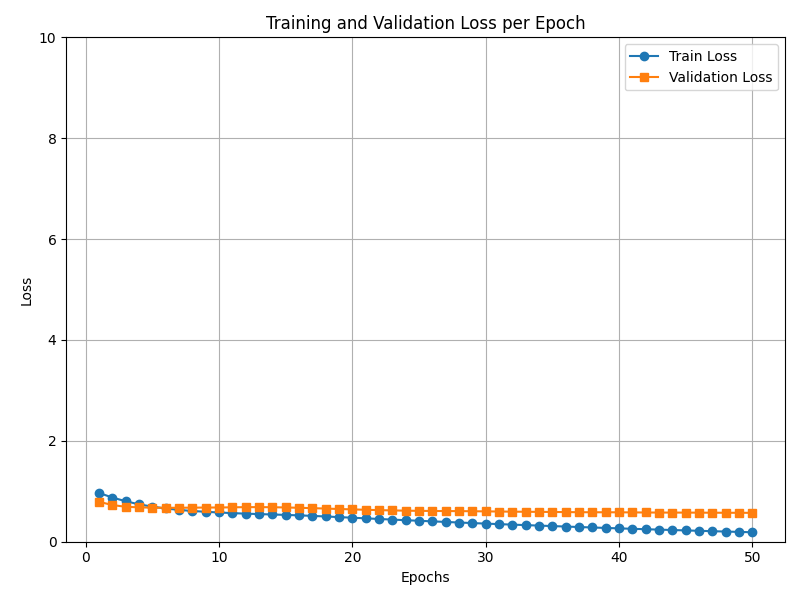 Training and Validation Loss per Epoch
Train Loss
Validation Loss
10
8
6
4
2
0
Loss
0 10 20 30 40 50
Epochs